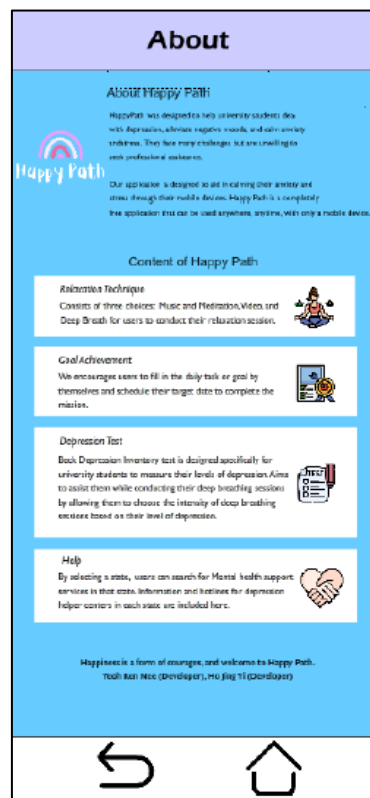 About
About Happy Path
HappyPath was designed to help university students deal
with depression, alleviate negative moods, and calm anxiety
and stress. They face many challenges but are unwilling to
seek professional assistance.
Happy Path
Our application is designed to aid in calming their anxiety and
stress through their mobile devices. Happy Path is a completely
free application that can be used anywhere, anytime, with only a mobile device.
Content of Happy Path
Relaxation Technique
Consists of three choices: Music and Meditation, Video, and
Deep Breath for users to conduct their relaxation session.
Goal Achievement
We encourages users to fill in the daily task or goal by
themselves and schedule their target date to complete the
mission.
Depression Test
Beck Depression Inventory test is designed specifically for
university students to measure their levels of depression. Aims
to assist them while conducting their deep breathing sessions
by allowing them to choose the intensity of deep breathing
sessions based on their level of depression.
Help
By selecting a state, users can search for Mental health support
services in that state. Information and hotlines for depression
helper centers in each state are included here.
Happiness is a form of courages, and welcome to Happy Path.
(Developer), Ho Jing Yi (Developer)